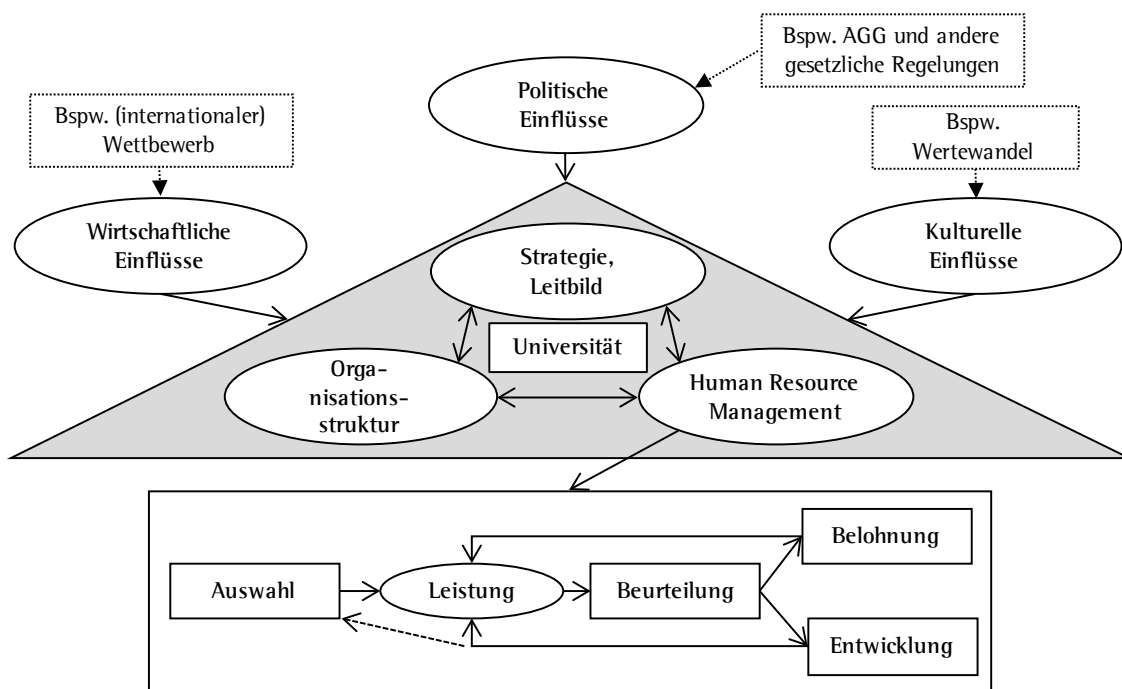 Bspw. AGG und andere
gesetzliche Regelungen
Politische
Einflüsse
Bspw. (internationaler)
Wettbewerb
Bspw.
Wertewandel
Wirtschaftliche
Einflüsse
Kulturelle
Einflüsse
Strategie,
Leitbild
Universität
Orga-
nisations-
struktur
Human Resource
Management
Belohnung
Auswahl
Leistung
Beurteilung
Entwicklung